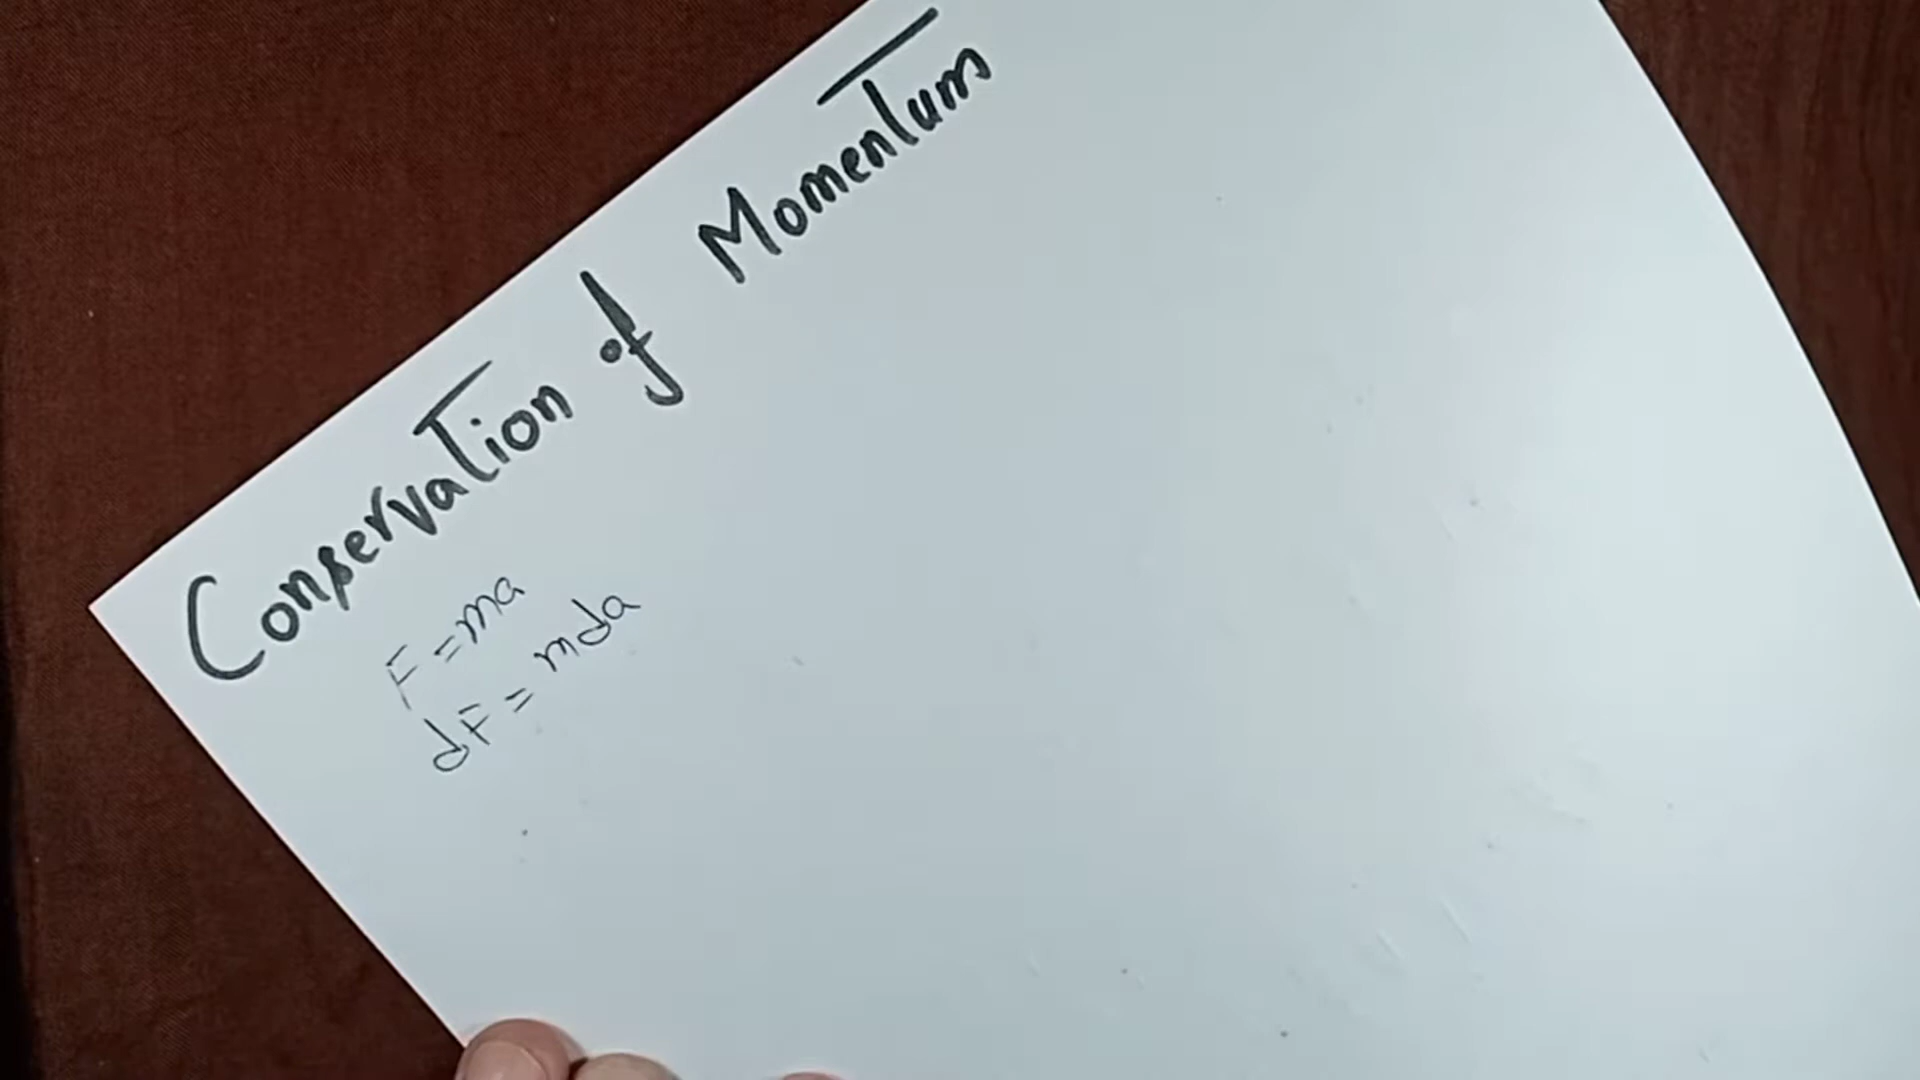 Conservation of Momentum
F = ma
dF = mda